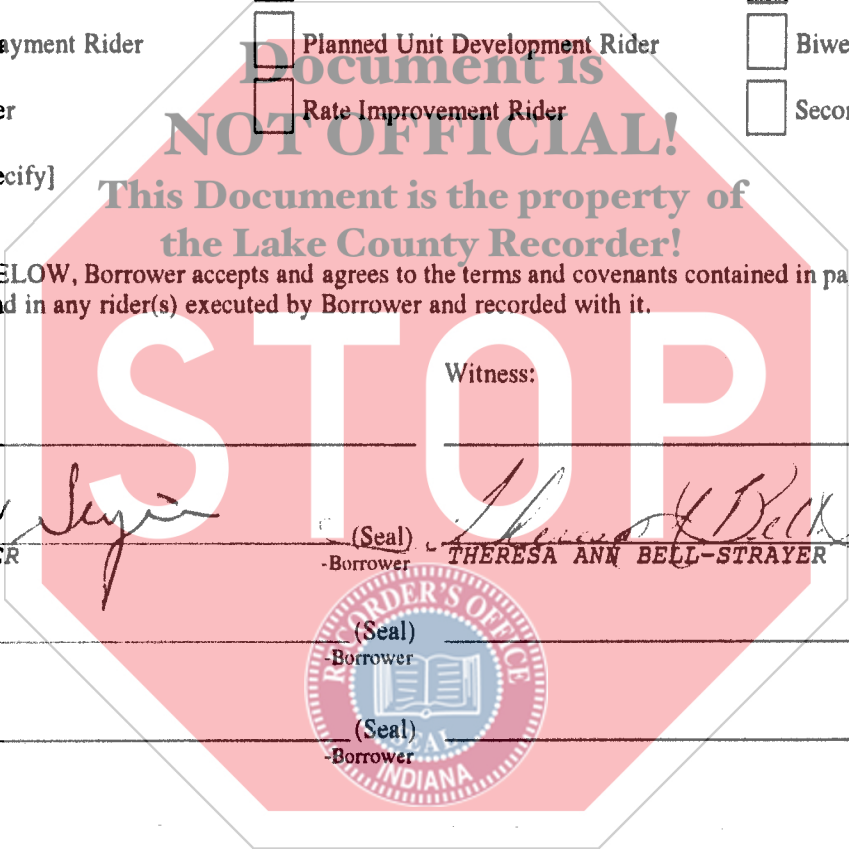 ayment Rider Planned Unit Development Rider Biwe
Document is
er Rate Improvement Rider Secon
NOT OFFICIAL!
ecify]
This Document is the property of
the Lake County Recorder!
ELOW, Borrower accepts and agrees to the terms and covenants contained in pa
d in any rider(s) executed by Borrower and recorded with it.
STOP
Witness:
(Seal)
-Borrower
ER THERESA ANN BELL-STRAYER
RECORDER'S OFFICE
(Seal)
-Borrower
(Seal)
-Borrower
SEAL
INDIANA